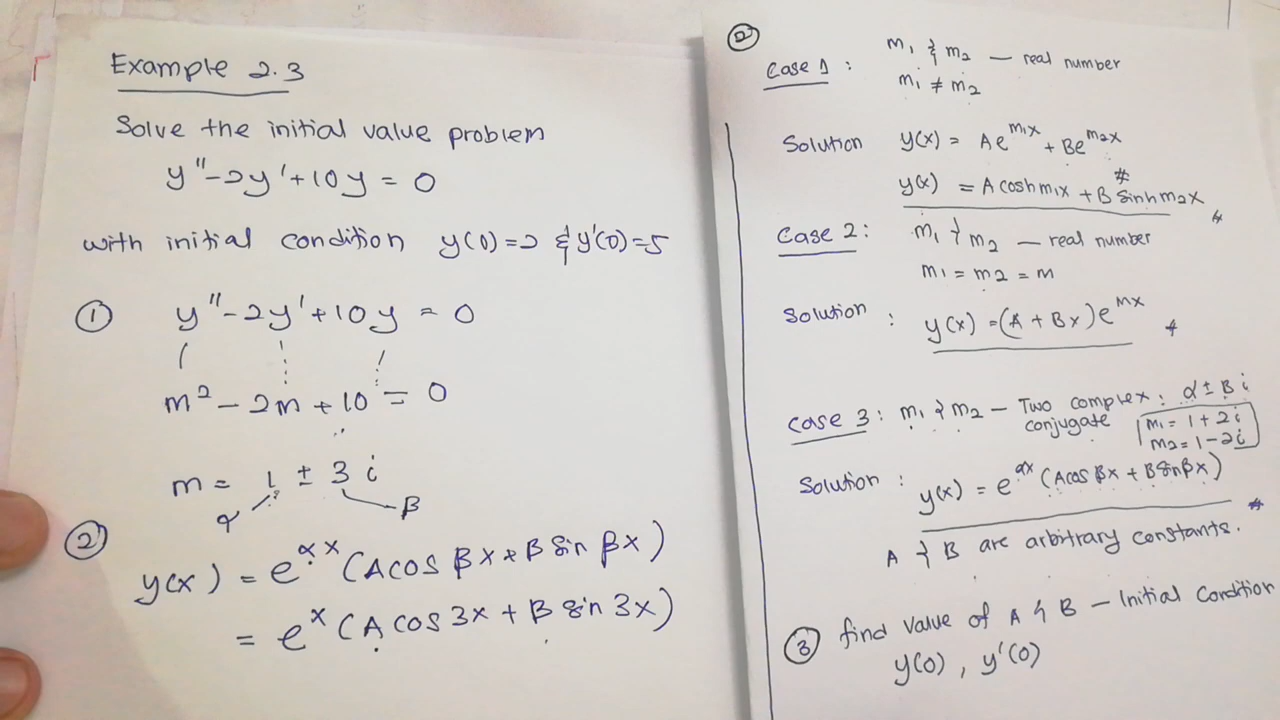 Example 2.3
Solve the initial value problem
y" - 2y' + 10y = 0
with initial condition y(0) = 2 & y'(0) = 5
① y" - 2y' + 10y = 0
m² - 2m + 10 = 0
m = 1 ± 3 i
α β
② y(x) = e^αx (A cos βx + B sin βx)
= e^x (A cos 3x + B sin 3x)
②
Case 1 : m₁ & m₂ — real number
m₁ ≠ m₂
Solution y(x) = Ae^m₁x + Be^m₂x
#
y(x) = A cosh m₁x + B sinh m₂x #
Case 2 : m₁ & m₂ — real number
m₁ = m₂ = m
Solution : y(x) = (A + Bx)e^mx #
Case 3 : m₁ & m₂ — Two complex : α ± β i
conjugate
m₁ = 1 + 2i
m₂ = 1 - 2i
Solution : y(x) = e^αx (A cos βx + B sin βx)
A & B are arbitrary constants. #
③ find value of A & B — Initial Condition
y(0) , y'(0)